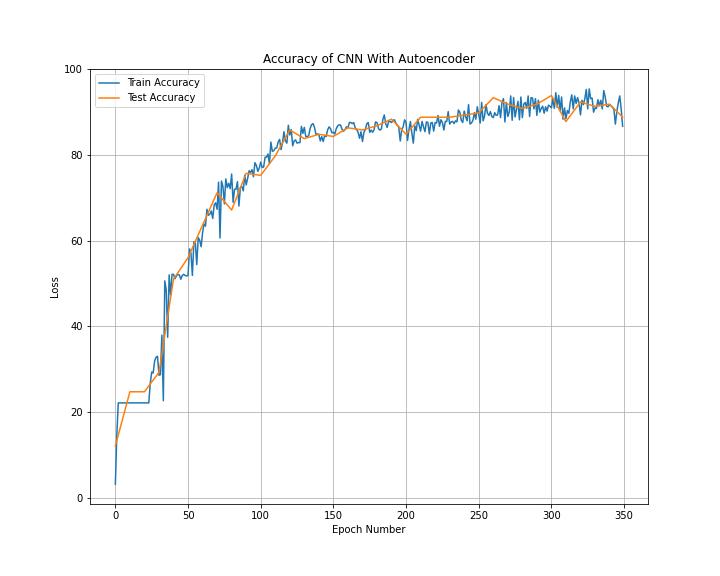 Accuracy of CNN With Autoencoder
100
80
60
40
20
0
Loss
Train Accuracy
Test Accuracy
0 50 100 150 200 250 300 350
Epoch Number